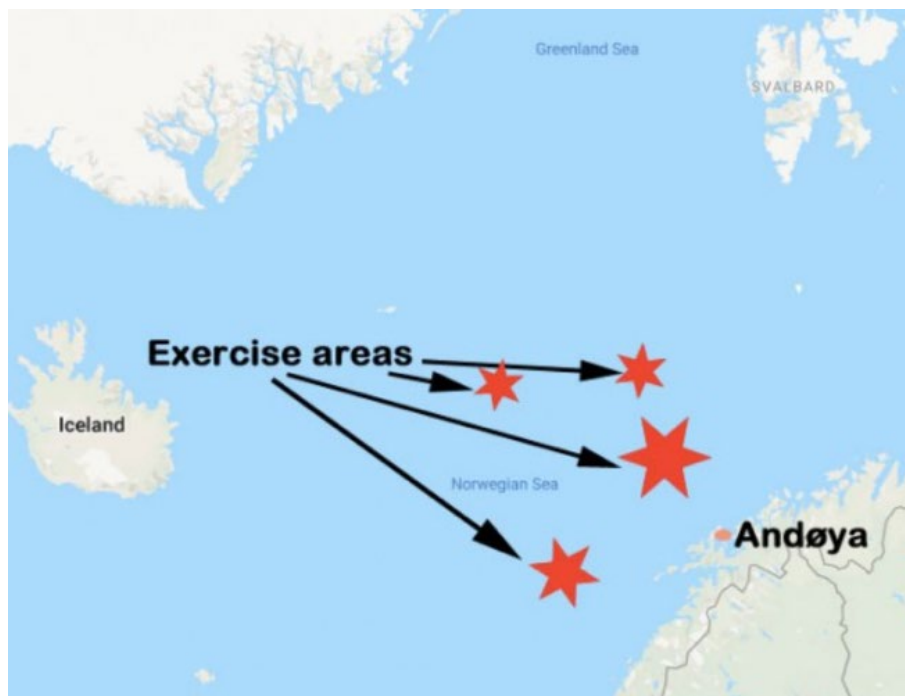 Greenland Sea
SVALBARD
Exercise areas
Iceland
Norwegian Sea
Andøya